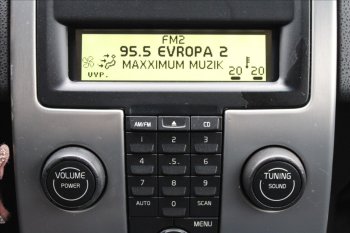 FM2
95.5 EVROPA 2
MAXXIMUM MUZIK
VYP. 20 20
AM/FM CD
1 2 3
4 .5. 6
7 8 9
AUTO 0 SCAN
MENU
VOLUME
POWER
TUNING
SOUND